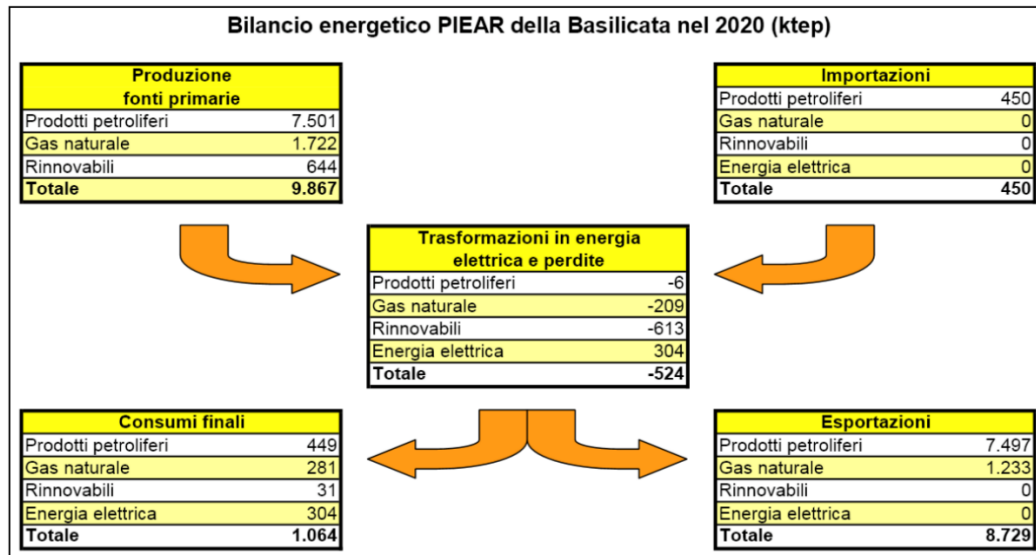 Bilancio energetico PIEAR della Basilicata nel 2020 (ktep)
Produzione
fonti primarie
Prodotti petroliferi 7.501
Gas naturale 1.722
Rinnovabili 644
Totale 9.867
Importazioni
Prodotti petroliferi 450
Gas naturale 0
Rinnovabili 0
Energia elettrica 0
Totale 450
Trasformazioni in energia
elettrica e perdite
Prodotti petroliferi -6
Gas naturale -209
Rinnovabili -613
Energia elettrica 304
Totale -524
Consumi finali
Prodotti petroliferi 449
Gas naturale 281
Rinnovabili 31
Energia elettrica 304
Totale 1.064
Esportazioni
Prodotti petroliferi 7.497
Gas naturale 1.233
Rinnovabili 0
Energia elettrica 0
Totale 8.729